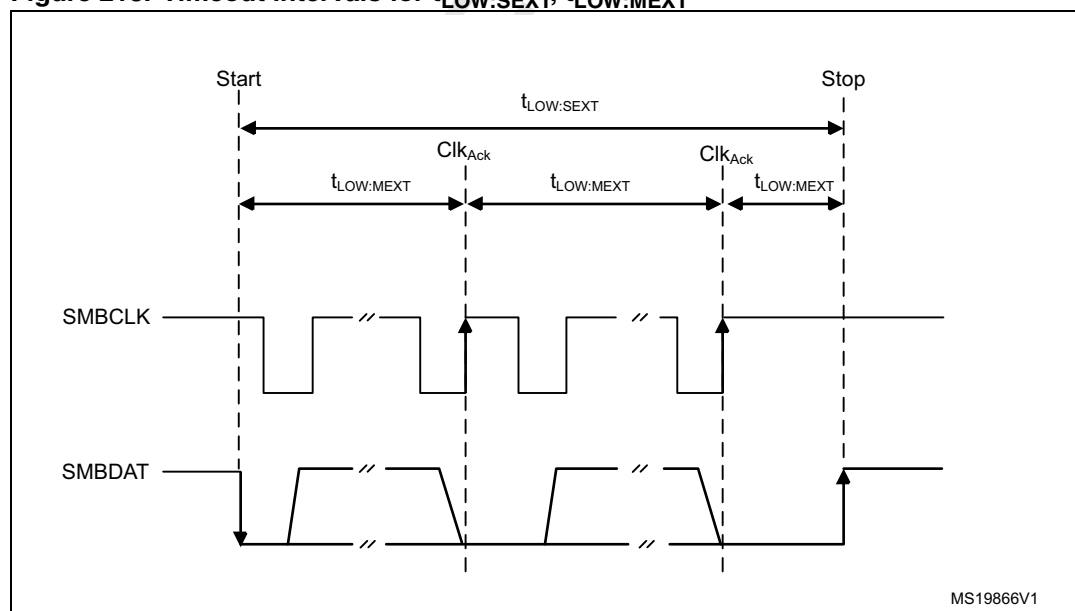 Figure 218. Timeout intervals for tLOW:SEXT, tLOW:MEXT
Start
Stop
tLOW:SEXT
ClkAck
ClkAck
tLOW:MEXT
tLOW:MEXT
tLOW:MEXT
SMBCLK
SMBDAT
MS19866V1